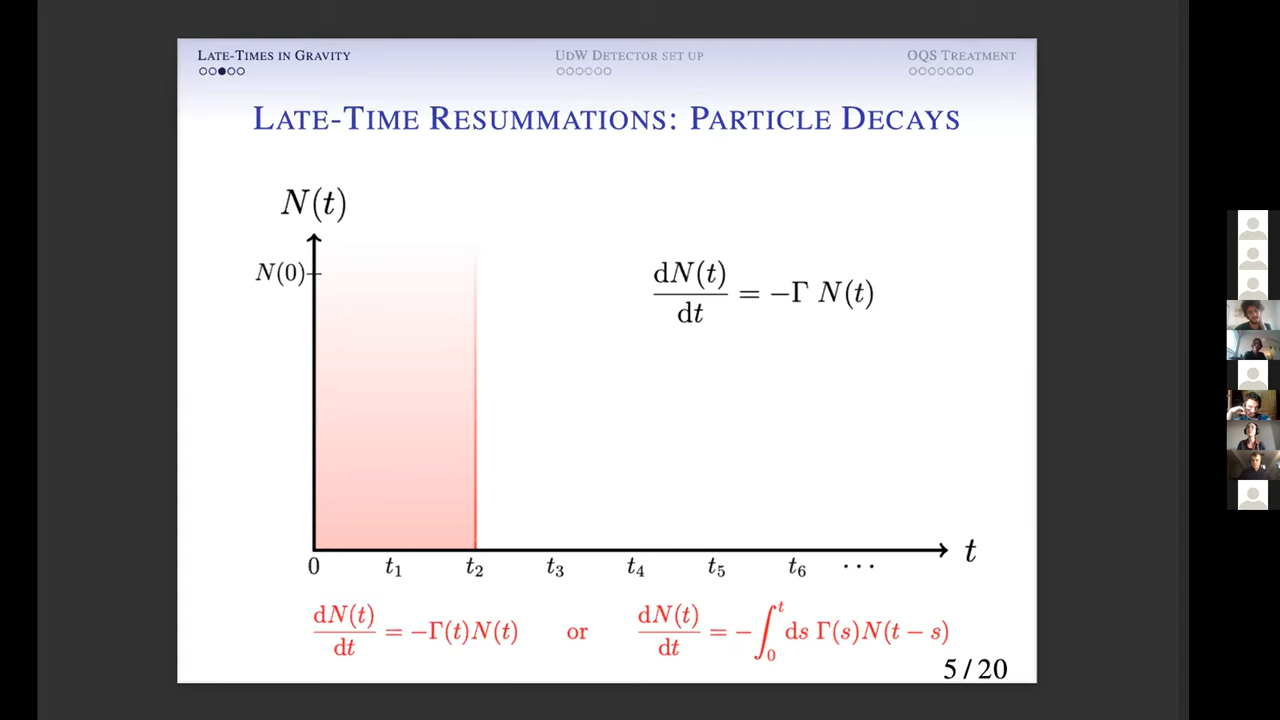 LATE-TIMES IN GRAVITY UDW DETECTOR SET UP OQS TREATMENT
LATE-TIME RESUMMATIONS: PARTICLE DECAYS
N(t)
N(0)
dN(t)/dt = −Γ N(t)
t
0 t₁ t₂ t₃ t₄ t₅ t₆ ···
dN(t)/dt = −Γ(t)N(t) or dN(t)/dt = −∫₀ᵗ ds Γ(s)N(t − s)
5 / 20